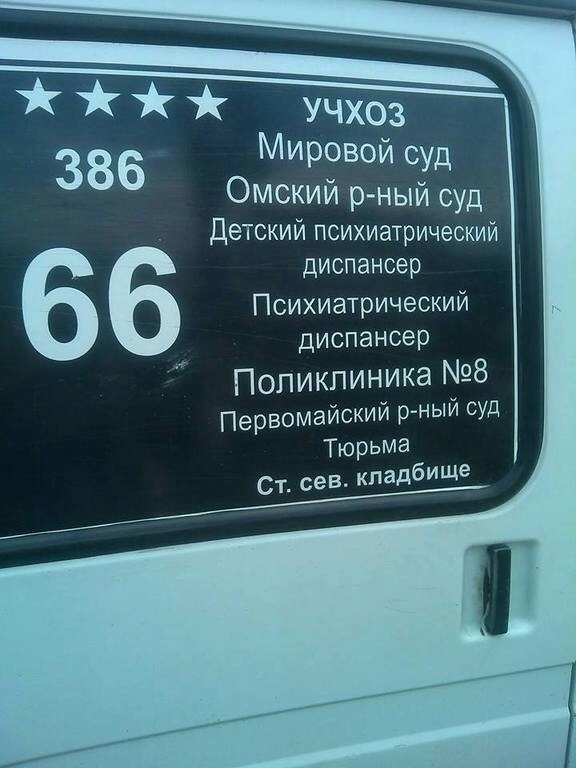 386
66
УЧХОЗ
Мировой суд
Омский р-ный суд
Детский психиатрический
диспансер
Психиатрический
диспансер
Поликлиника №8
Первомайский р-ный суд
Тюрьма
Ст. сев. кладбище